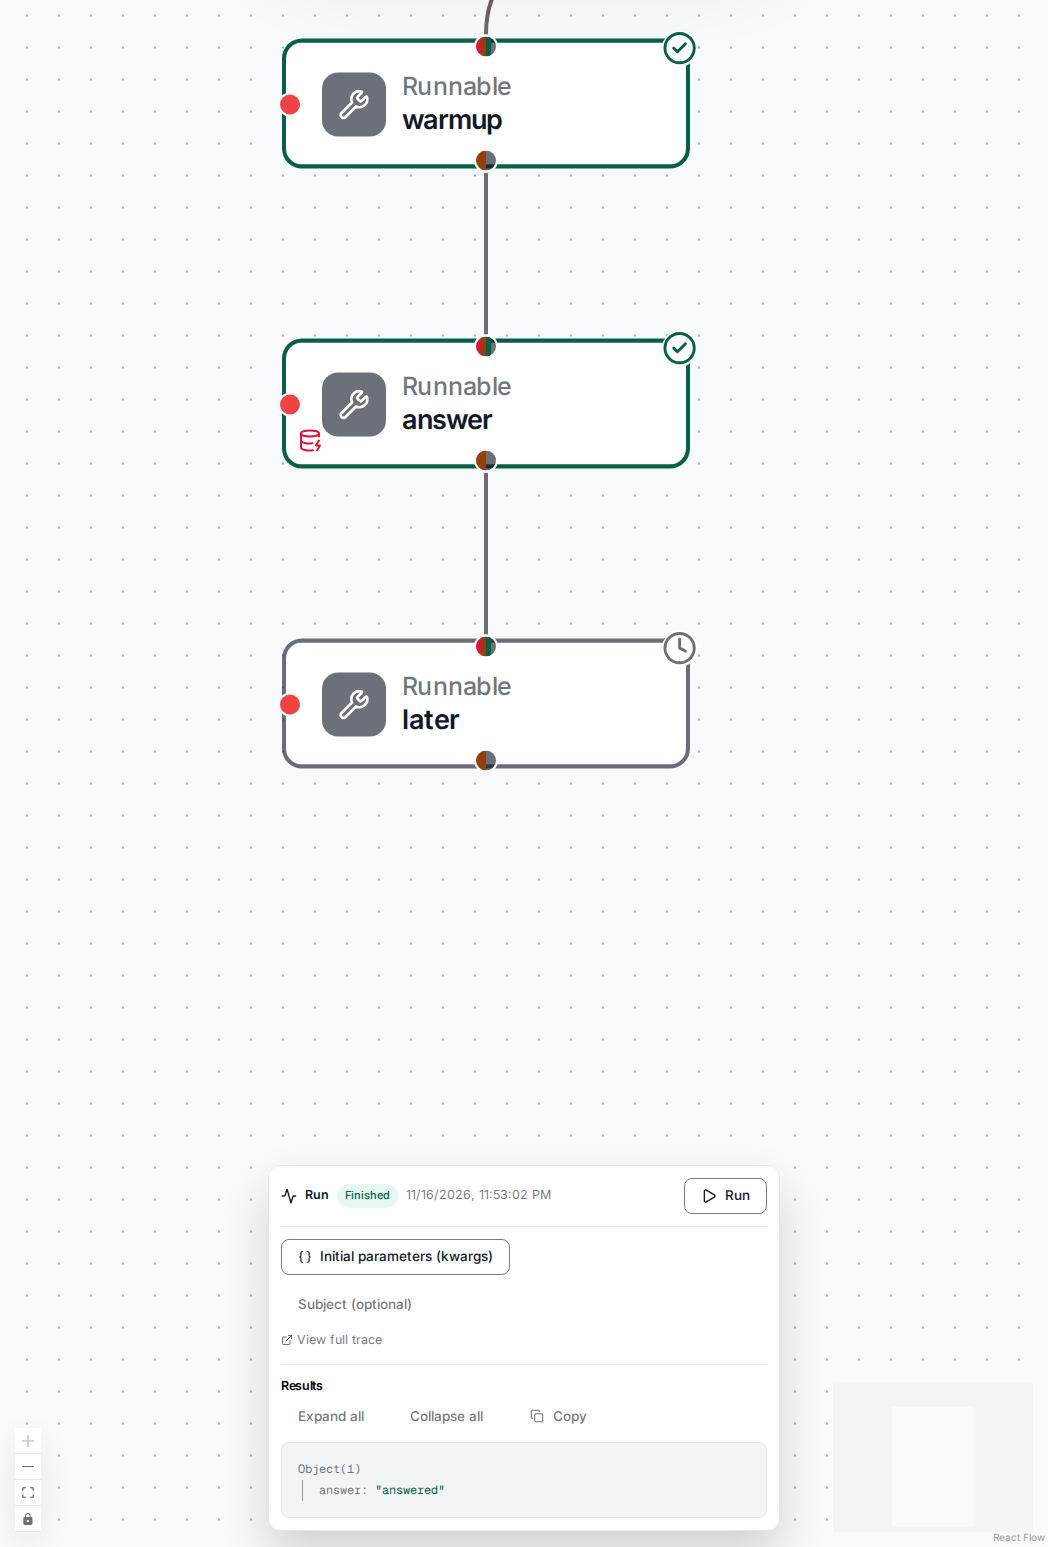 Runnable
warmup
Runnable
answer
Runnable
later
Run Finished 11/16/2026, 11:53:02 PM Run
{} Initial parameters (kwargs)
Subject (optional)
View full trace
Results
Expand all Collapse all Copy
Object(1)
answer: "answered"
React Flow